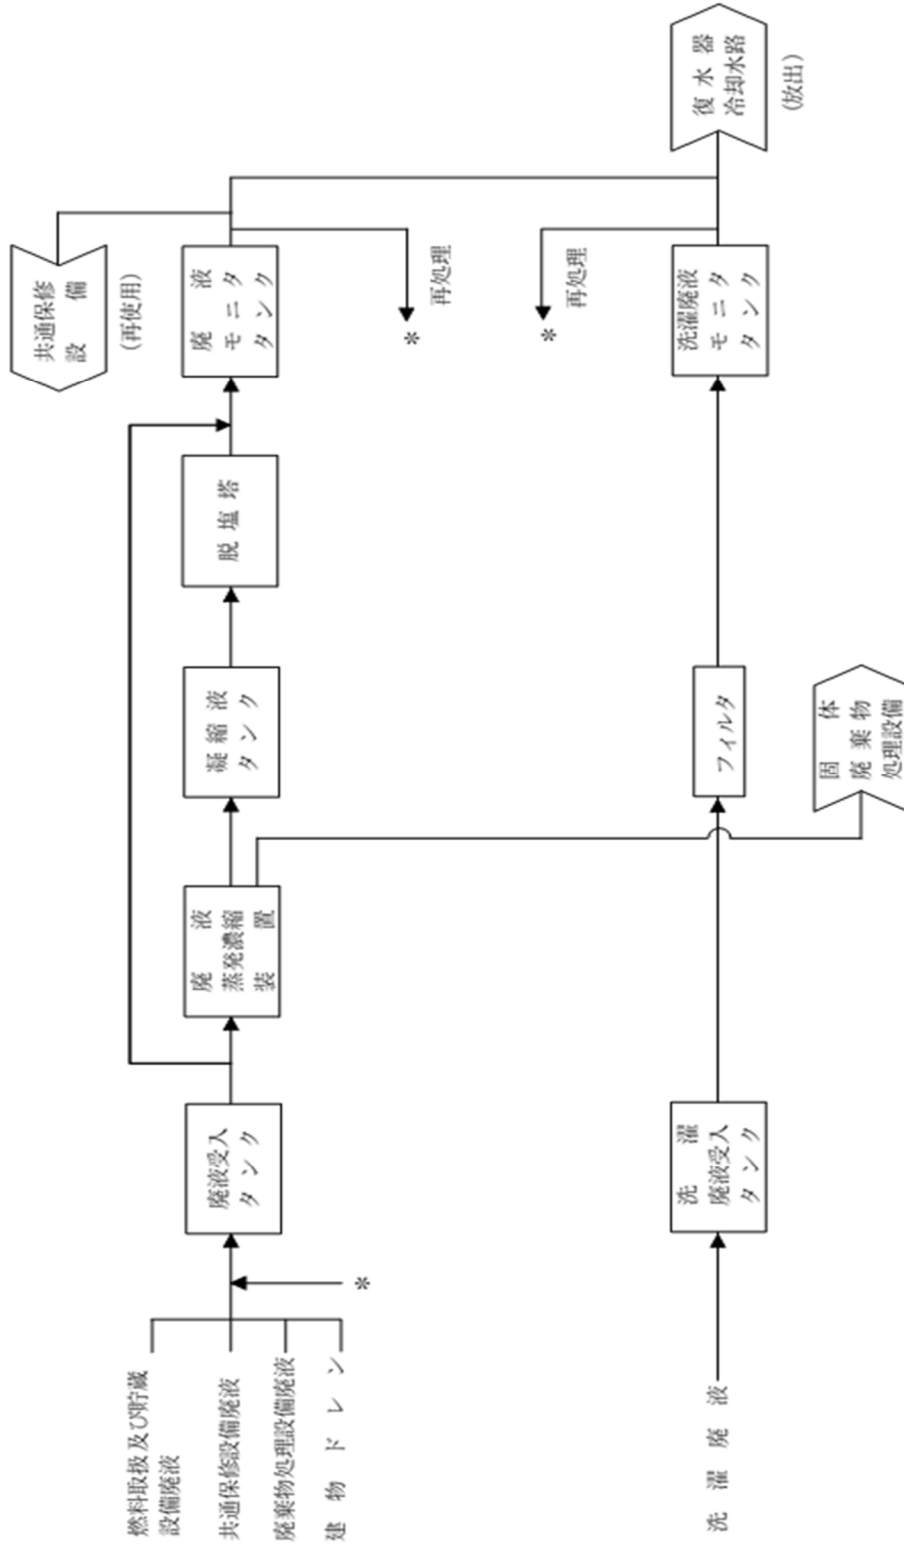 燃料取扱及び貯蔵
設備廃液
共通保修設備廃液
廃棄物処理設備廃液
建物ドレン
*
廃液受入
タンク
廃液
蒸発濃縮
装置
凝縮液
タンク
脱塩塔
廃液
モニタ
タンク
共通保修
設備
(再使用)
再処理
*
洗濯廃液
洗濯
廃液受入
タンク
フィルタ
固体
廃棄物
処理設備
洗濯廃液
モニタ
タンク
再処理
*
復水器
冷却水路
(放出)